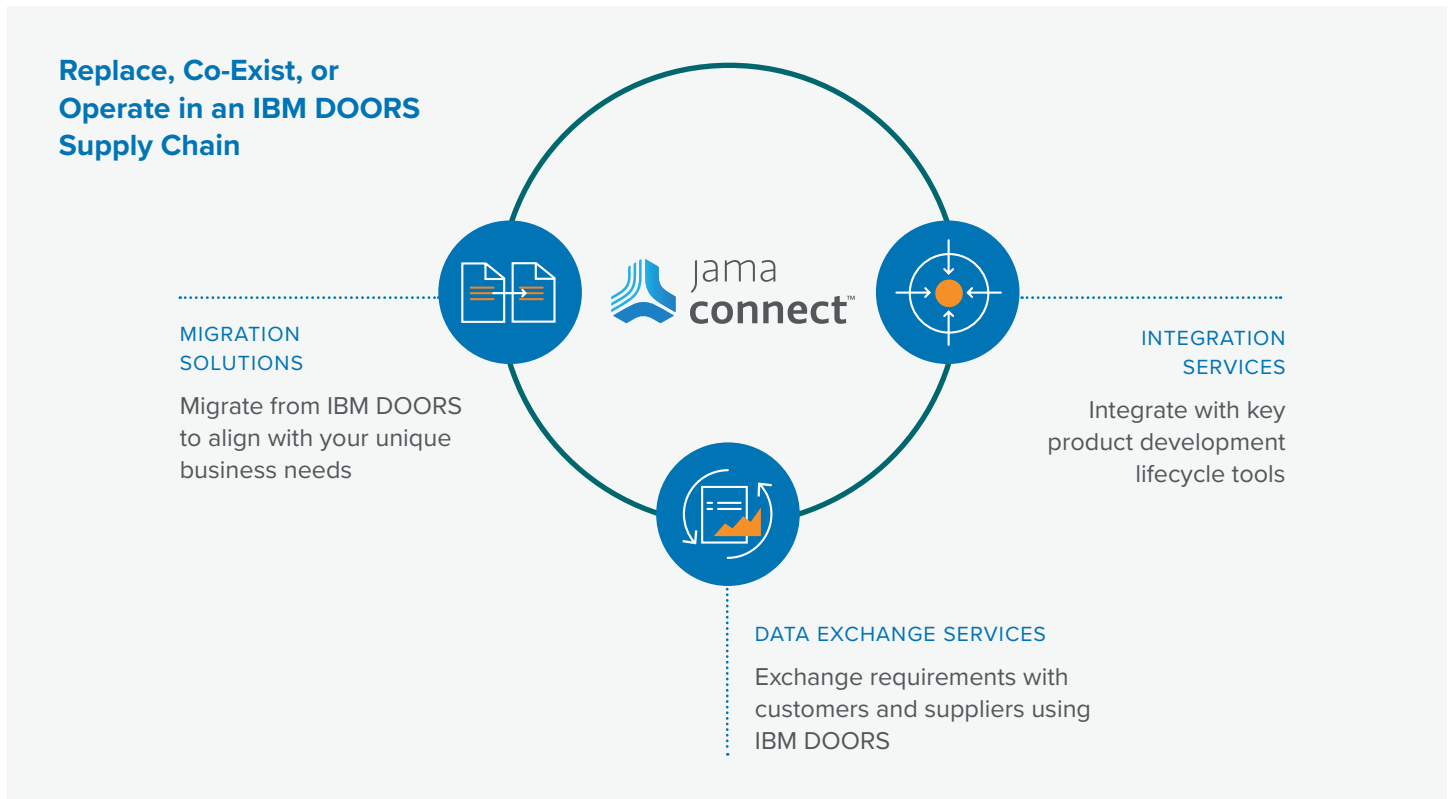 Replace, Co-Exist, or
Operate in an IBM DOORS
Supply Chain
jama
connect™
MIGRATION
SOLUTIONS
Migrate from IBM DOORS
to align with your unique
business needs
INTEGRATION
SERVICES
Integrate with key
product development
lifecycle tools
DATA EXCHANGE SERVICES
Exchange requirements with
customers and suppliers using
IBM DOORS